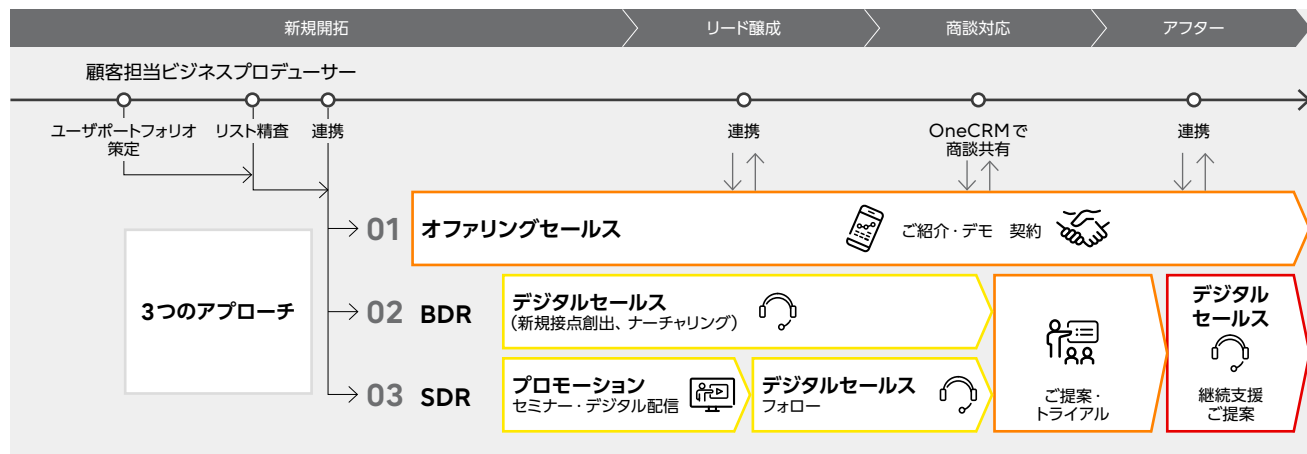 新規開拓
リード醸成
商談対応
アフター
顧客担当ビジネスプロデューサー
ユーザポートフォリオ
策定
リスト精査
連携
連携
OneCRMで
商談共有
連携
3つのアプローチ
01
オファリングセールス
ご紹介・デモ
契約
02
BDR
デジタルセールス
（新規接点創出、ナーチャリング）
03
SDR
プロモーション
セミナー・デジタル配信
デジタルセールス
フォロー
ご提案・
トライアル
デジタル
セールス
継続支援
ご提案